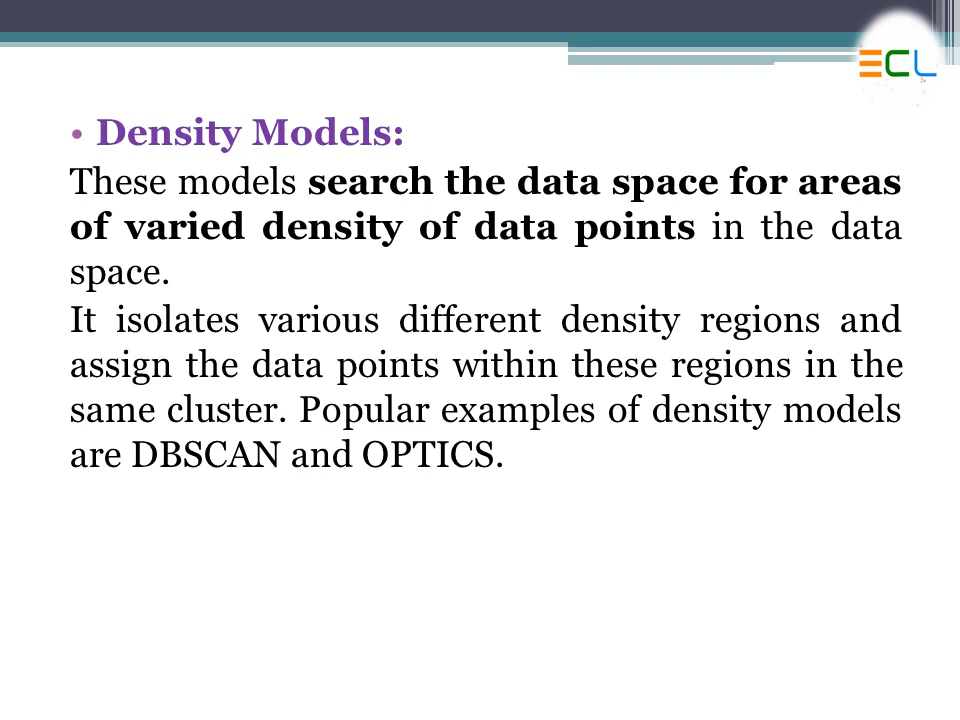 ECL
• Density Models:
These models search the data space for areas
of varied density of data points in the data
space.
It isolates various different density regions and
assign the data points within these regions in the
same cluster. Popular examples of density models
are DBSCAN and OPTICS.